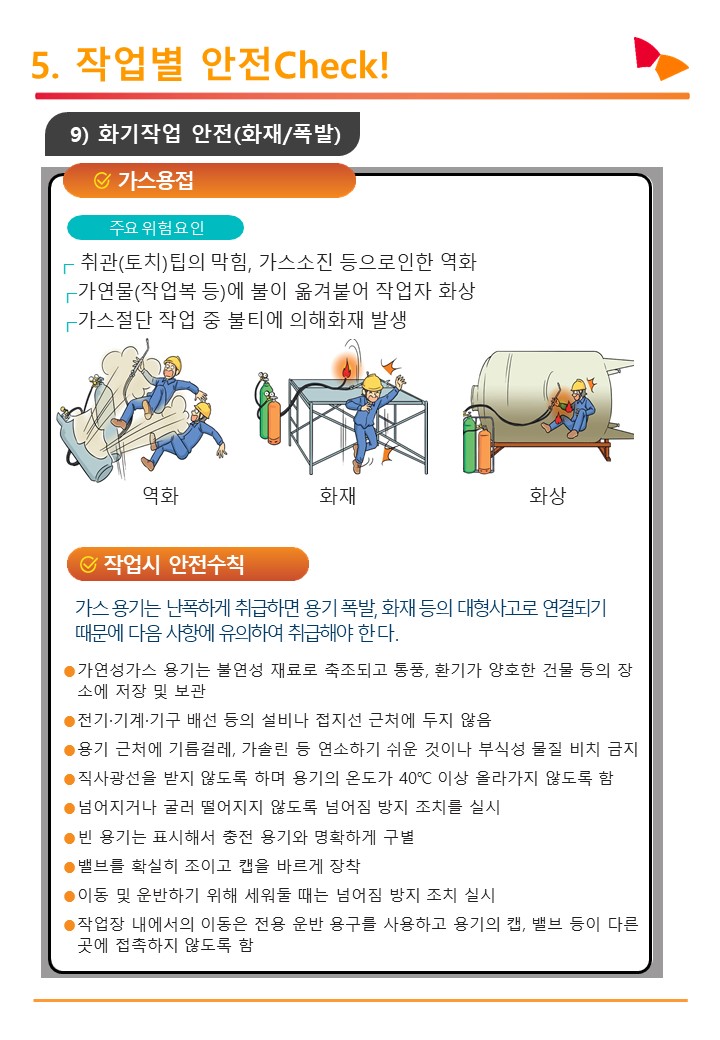 5. 작업별 안전Check!
9) 화기작업 안전(화재/폭발)
가스용접
주요 위험요인
취관(토치)팁의 막힘, 가스소진 등으로인한 역화
가연물(작업복 등)에 불이 옮겨붙어 작업자 화상
가스절단 작업 중 불티에 의해화재 발생
역화 화재 화상
작업시 안전수칙
가스 용기는 난폭하게 취급하면 용기 폭발, 화재 등의 대형사고로 연결되기
때문에 다음 사항에 유의하여 취급해야 한다.
가연성가스 용기는 불연성 재료로 축조되고 통풍, 환기가 양호한 건물 등의 장
소에 저장 및 보관
전기·기계·기구 배선 등의 설비나 접지선 근처에 두지 않음
용기 근처에 기름걸레, 가솔린 등 연소하기 쉬운 것이나 부식성 물질 비치 금지
직사광선을 받지 않도록 하며 용기의 온도가 40℃ 이상 올라가지 않도록 함
넘어지거나 굴러 떨어지지 않도록 넘어짐 방지 조치를 실시
빈 용기는 표시해서 충전 용기와 명확하게 구별
밸브를 확실히 조이고 캡을 바르게 장착
이동 및 운반하기 위해 세워둘 때는 넘어짐 방지 조치 실시
작업장 내에서의 이동은 전용 운반 용구를 사용하고 용기의 캡, 밸브 등이 다른
곳에 접촉하지 않도록 함